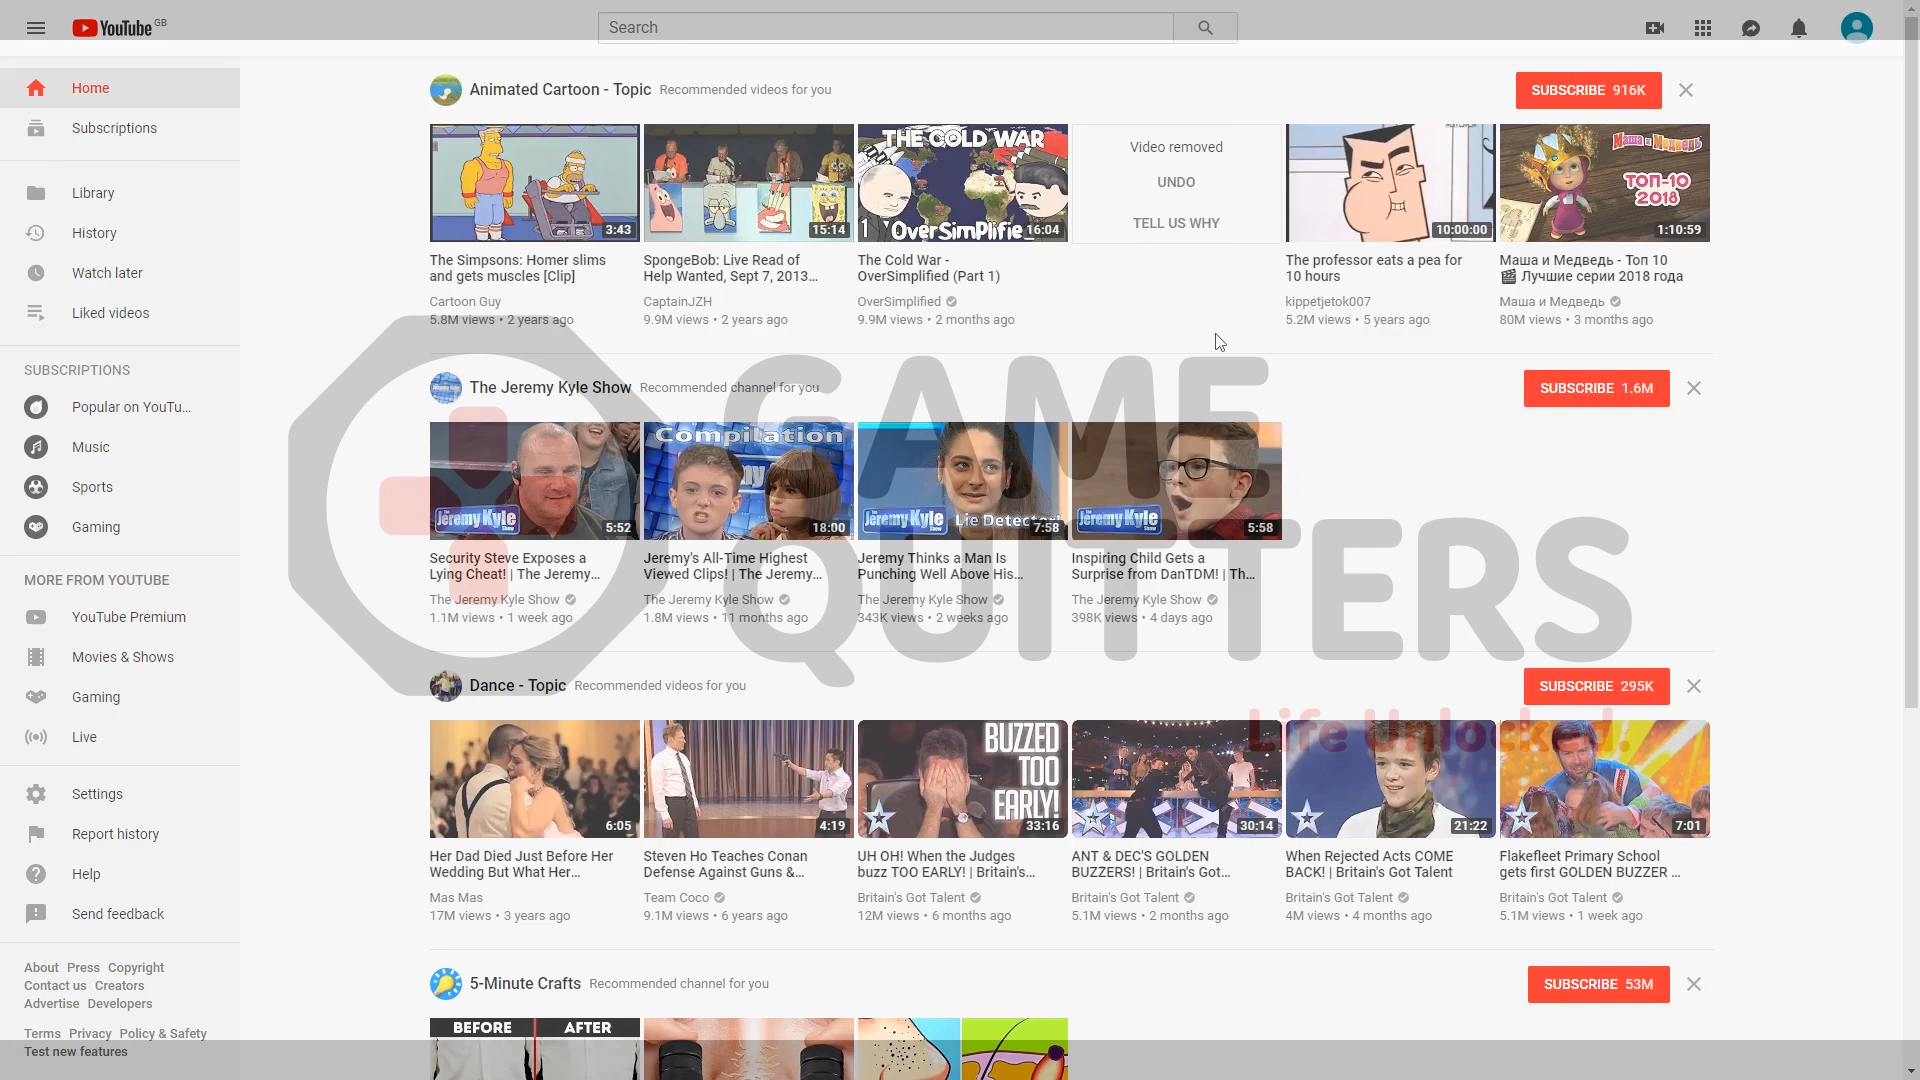 YouTube GB
Search
Home
Subscriptions
Library
History
Watch later
Liked videos
SUBSCRIPTIONS
Popular on YouTu...
Music
Sports
Gaming
MORE FROM YOUTUBE
YouTube Premium
Movies & Shows
Gaming
Live
Settings
Report history
Help
Send feedback
About Press Copyright
Contact us Creators
Advertise Developers
Terms Privacy Policy & Safety
Test new features
Animated Cartoon - Topic Recommended videos for you
SUBSCRIBE 916K
3:43
The Simpsons: Homer slims
and gets muscles [Clip]
Cartoon Guy
5.8M views • 2 years ago
15:14
SpongeBob: Live Read of
Help Wanted, Sept 7, 2013...
CaptainJZH
9.9M views • 2 years ago
THE COLD WAR
1 OverSimplifie
16:04
The Cold War -
OverSimplified (Part 1)
OverSimplified
9.9M views • 2 months ago
Video removed
UNDO
TELL US WHY
10:00:00
The professor eats a pea for
10 hours
kippetjetok007
5.2M views • 5 years ago
Маша и Медведь
ТОП-10
2018
1:10:59
Маша и Медведь - Топ 10
🎬 Лучшие серии 2018 года
Маша и Медведь
80M views • 3 months ago
The Jeremy Kyle Show Recommended channel for you
SUBSCRIBE 1.6M
The Jeremy Kyle Show
5:52
Security Steve Exposes a
Lying Cheat! | The Jeremy...
The Jeremy Kyle Show
1.1M views • 1 week ago
Compilation
18:00
Jeremy's All-Time Highest
Viewed Clips! | The Jeremy...
The Jeremy Kyle Show
1.8M views • 11 months ago
The Jeremy Kyle Show
Lie Detector!
7:58
Jeremy Thinks a Man Is
Punching Well Above His...
The Jeremy Kyle Show
343K views • 2 weeks ago
The Jeremy Kyle Show
5:58
Inspiring Child Gets a
Surprise from DanTDM! | Th...
The Jeremy Kyle Show
398K views • 4 days ago
GAME
QUITTERS
Life Unlocked.
Dance - Topic Recommended videos for you
SUBSCRIBE 295K
6:05
Her Dad Died Just Before Her
Wedding But What Her...
Mas Mas
17M views • 3 years ago
4:19
Steven Ho Teaches Conan
Defense Against Guns &...
Team Coco
9.1M views • 6 years ago
BUZZED
TOO
EARLY!
33:16
UH OH! When the Judges
buzz TOO EARLY! | Britain's...
Britain's Got Talent
12M views • 6 months ago
30:14
ANT & DEC'S GOLDEN
BUZZERS! | Britain's Got...
Britain's Got Talent
5.1M views • 2 months ago
21:22
When Rejected Acts COME
BACK! | Britain's Got Talent
Britain's Got Talent
4M views • 4 months ago
7:01
Flakefleet Primary School
gets first GOLDEN BUZZER ...
Britain's Got Talent
5.1M views • 1 week ago
5-Minute Crafts Recommended channel for you
SUBSCRIBE 53M
BEFORE AFTER